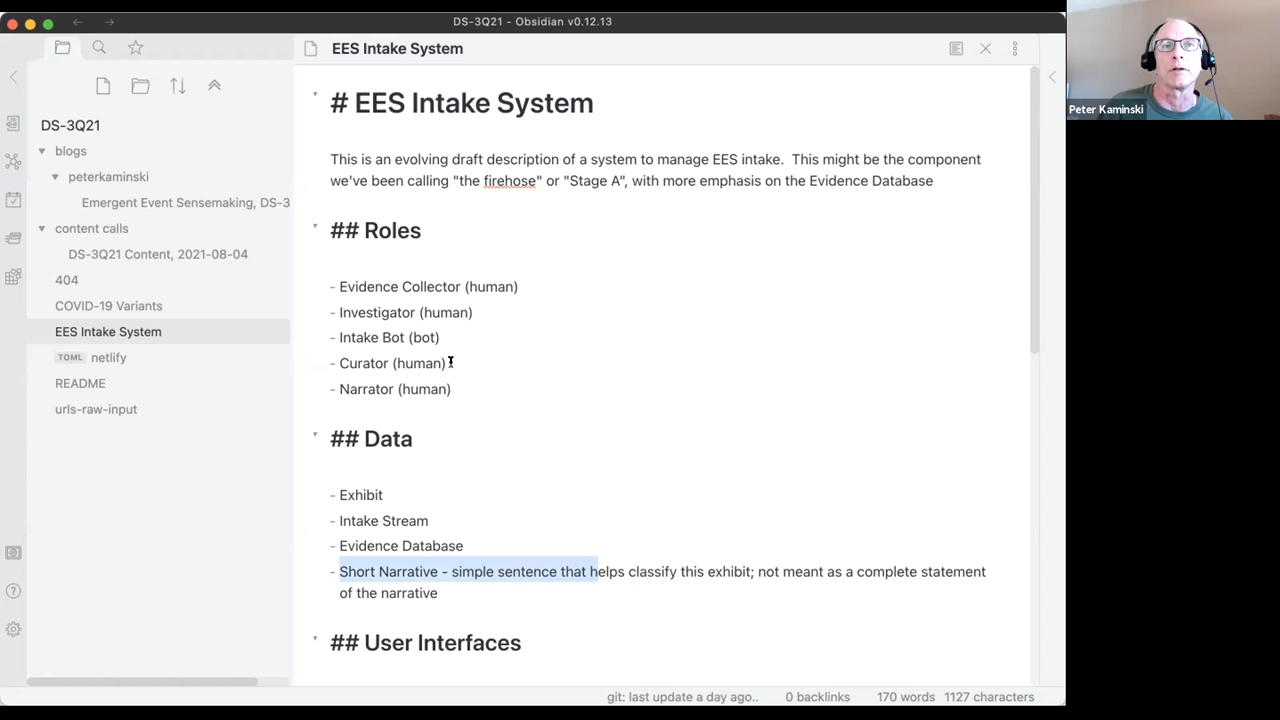 DS-3Q21 - Obsidian v0.12.13
EES Intake System
DS-3Q21
blogs
peterkaminski
Emergent Event Sensemaking, DS-3
content calls
DS-3Q21 Content, 2021-08-04
404
COVID-19 Variants
EES Intake System
TOML netlify
README
urls-raw-input
# EES Intake System
This is an evolving draft description of a system to manage EES intake.  This might be the component
we've been calling "the firehose" or "Stage A", with more emphasis on the Evidence Database
## Roles
- Evidence Collector (human)
- Investigator (human)
- Intake Bot (bot)
- Curator (human)
- Narrator (human)
## Data
- Exhibit
- Intake Stream
- Evidence Database
- Short Narrative - simple sentence that helps classify this exhibit; not meant as a complete statement
of the narrative
## User Interfaces
git: last update a day ago.. 0 backlinks 170 words 1127 characters
Peter Kaminski